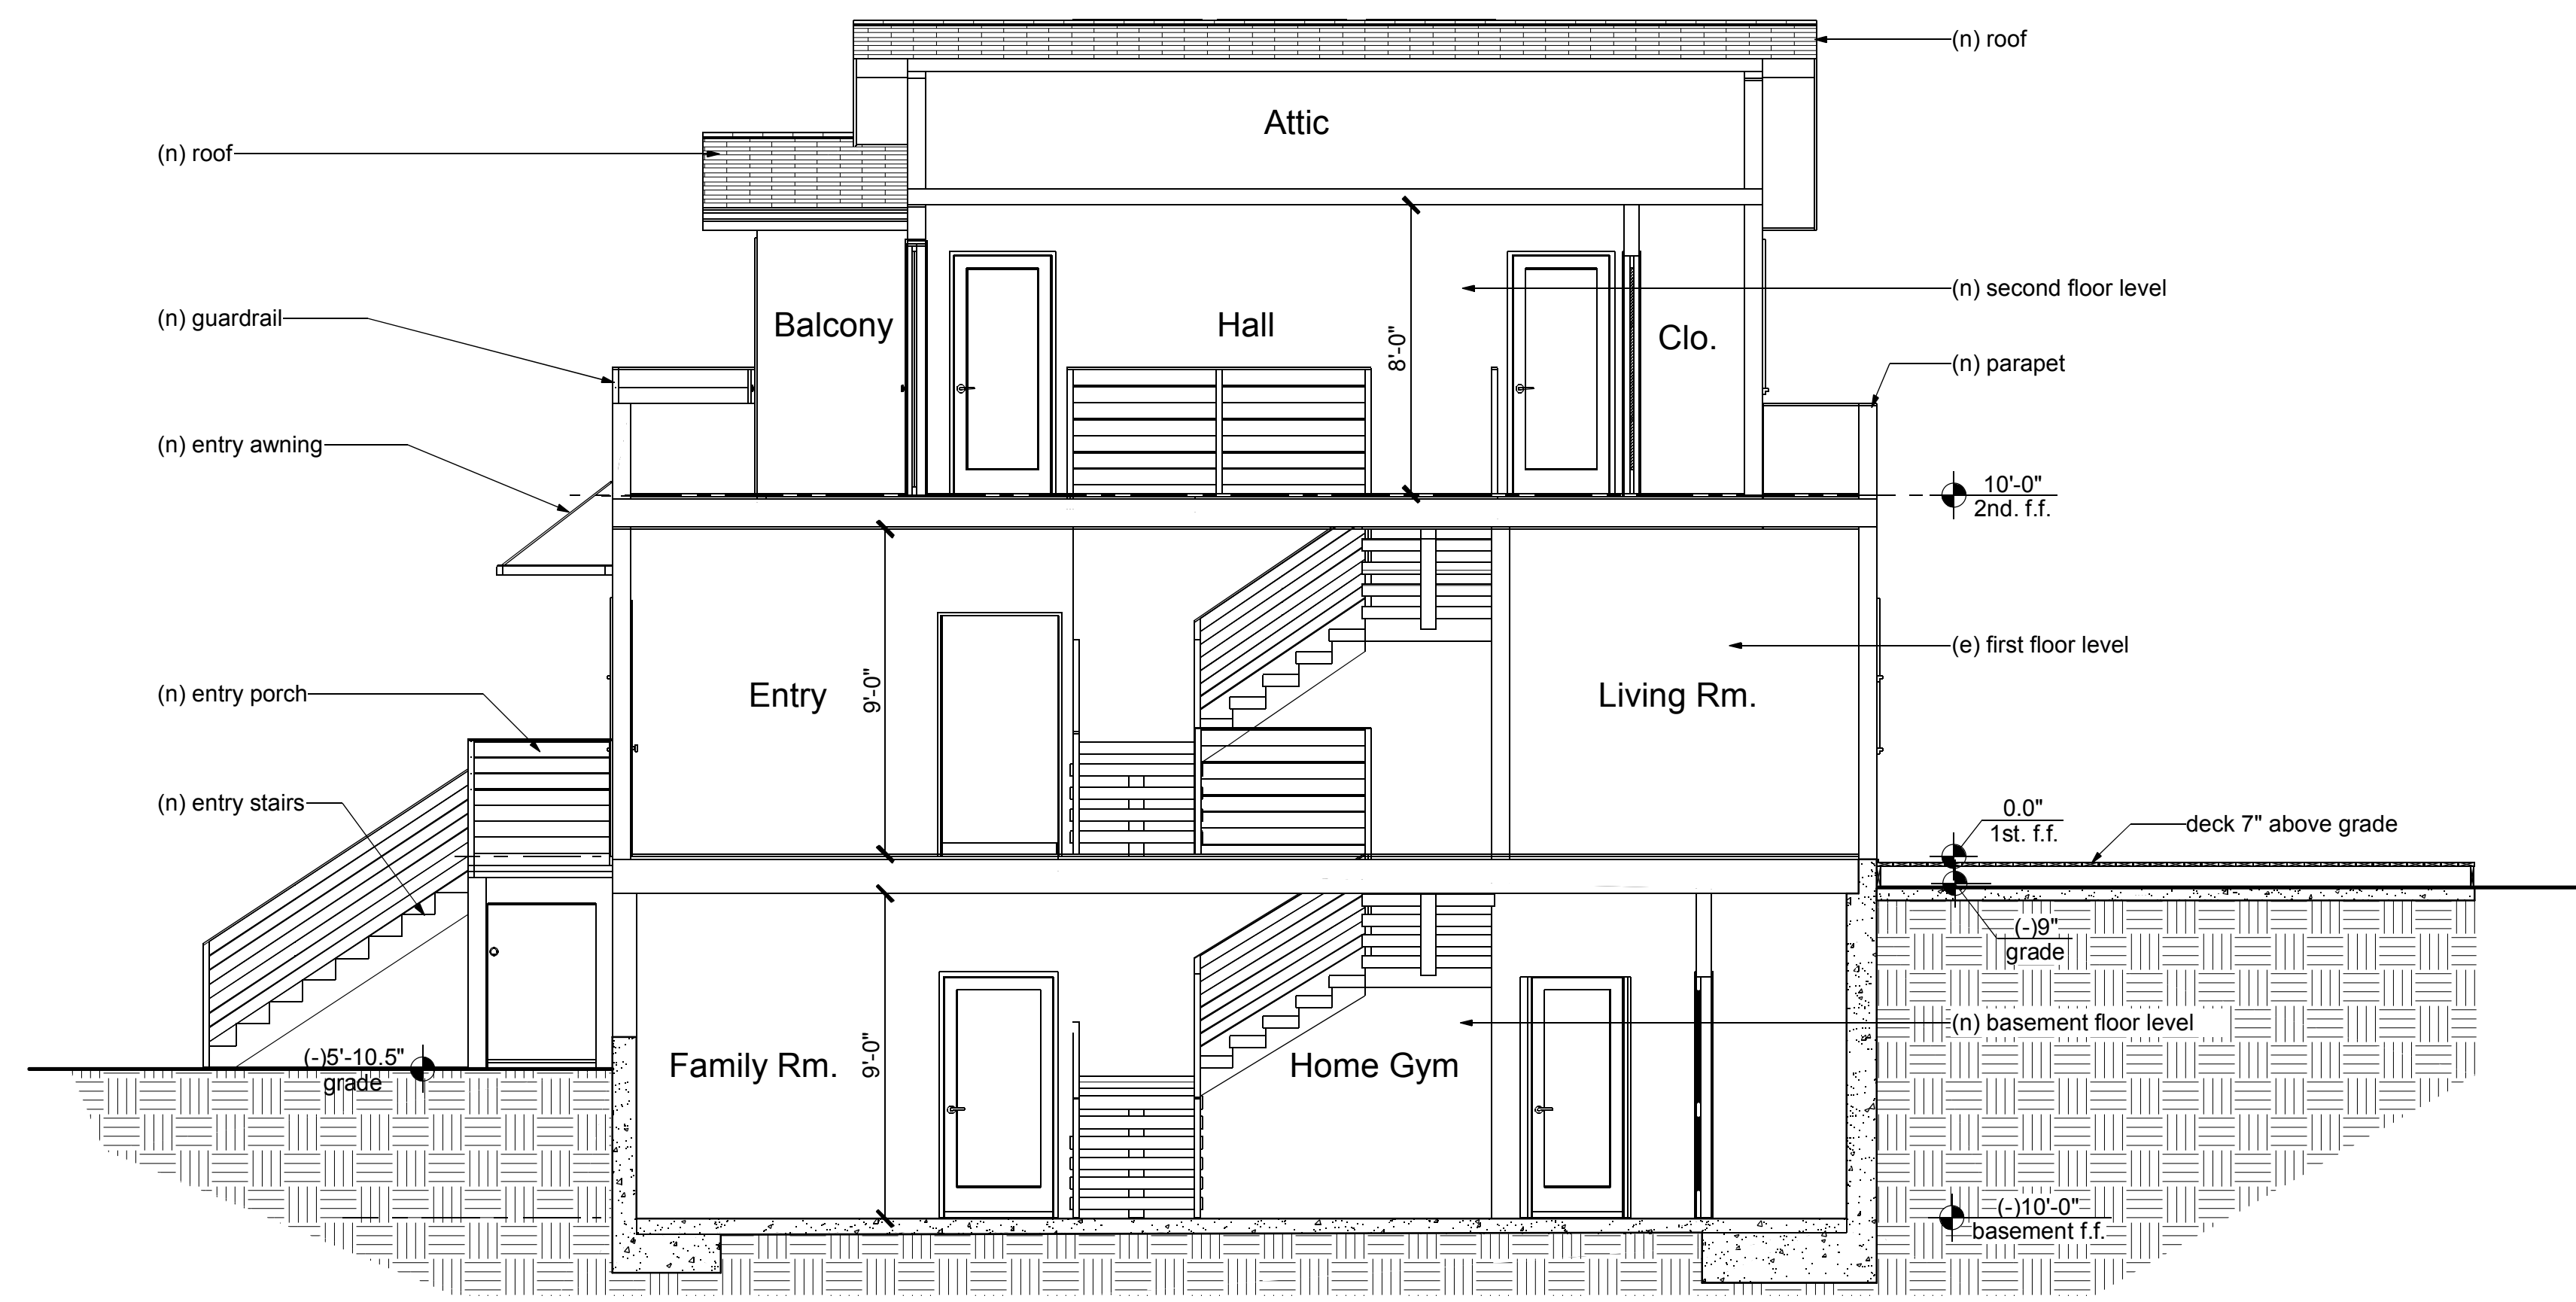 (n) roof
Attic
(n) roof
(n) second floor level
(n) guardrail
Balcony
Hall
8'-0"
Clo.
(n) parapet
(n) entry awning
10'-0"
2nd. f.f.
(e) first floor level
(n) entry porch
Entry
9'-0"
Living Rm.
(n) entry stairs
0.0"
1st. f.f.
deck 7" above grade
(-)9"
grade
(n) basement floor level
(-)5'-10.5"
grade
Family Rm.
9'-0"
Home Gym
(-)10'-0"
basement f.f.